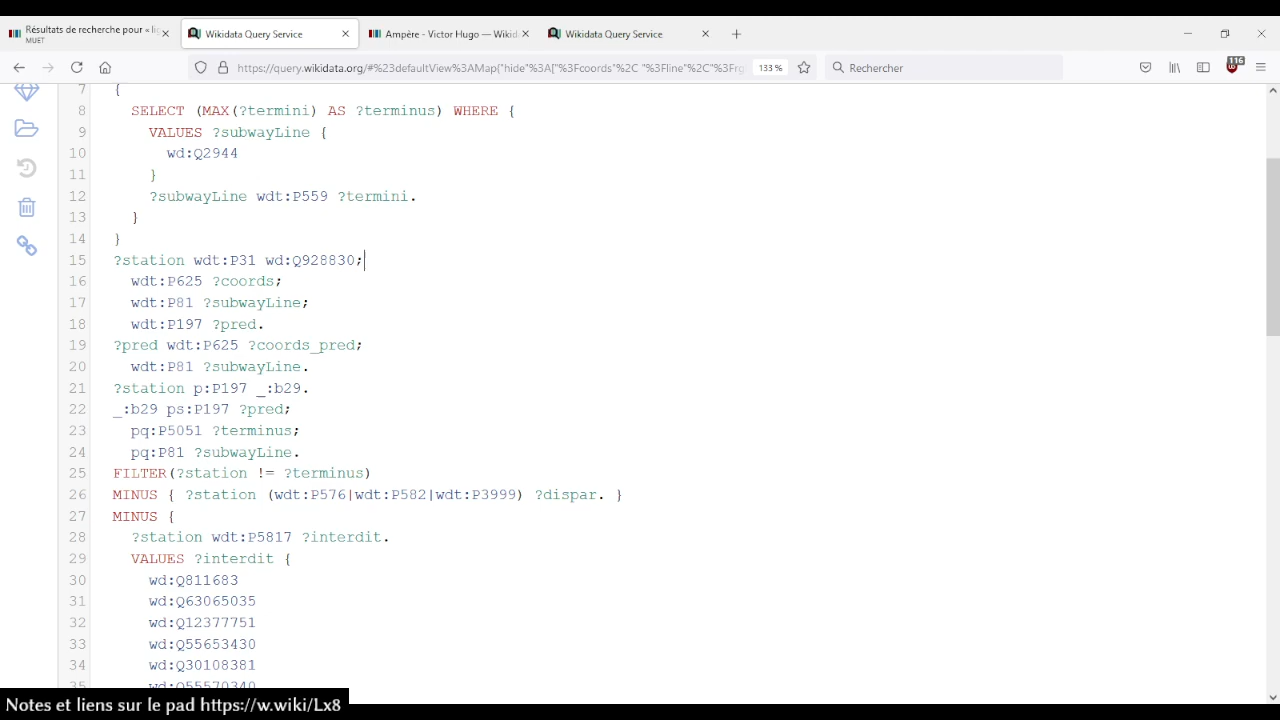 Résultats de recherche pour « li
MUET
Wikidata Query Service
Ampère - Victor Hugo — Wikid
Wikidata Query Service
https://query.wikidata.org/#%23defaultView%3AMap{"hide"%3A["%3Fcoords"%2C "%3Fline"%2C"%3Frg
133 %
Rechercher
116
7 {
8 SELECT (MAX(?termini) AS ?terminus) WHERE {
9 VALUES ?subwayLine {
10 wd:Q2944
11 }
12 ?subwayLine wdt:P559 ?termini.
13 }
14 }
15 ?station wdt:P31 wd:Q928830;
16 wdt:P625 ?coords;
17 wdt:P81 ?subwayLine;
18 wdt:P197 ?pred.
19 ?pred wdt:P625 ?coords_pred;
20 wdt:P81 ?subwayLine.
21 ?station p:P197 _:b29.
22 _:b29 ps:P197 ?pred;
23 pq:P5051 ?terminus;
24 pq:P81 ?subwayLine.
25 FILTER(?station != ?terminus)
26 MINUS { ?station (wdt:P576|wdt:P582|wdt:P3999) ?dispar. }
27 MINUS {
28 ?station wdt:P5817 ?interdit.
29 VALUES ?interdit {
30 wd:Q811683
31 wd:Q63065035
32 wd:Q12377751
33 wd:Q55653430
34 wd:Q30108381
35 wd:Q55570340
Notes et liens sur le pad https://w.wiki/Lx8